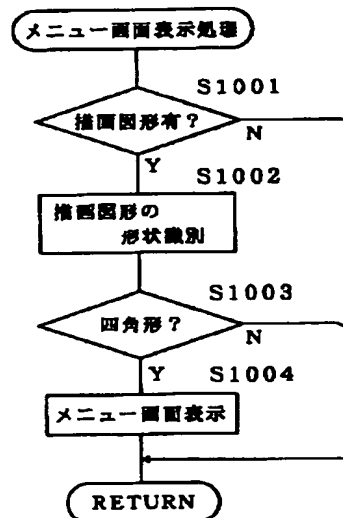 メニュー画面表示処理
S1001
描画図形有？
N
Y
S1002
描画図形の
形状識別
S1003
四角形？
N
Y
S1004
メニュー画面表示
RETURN